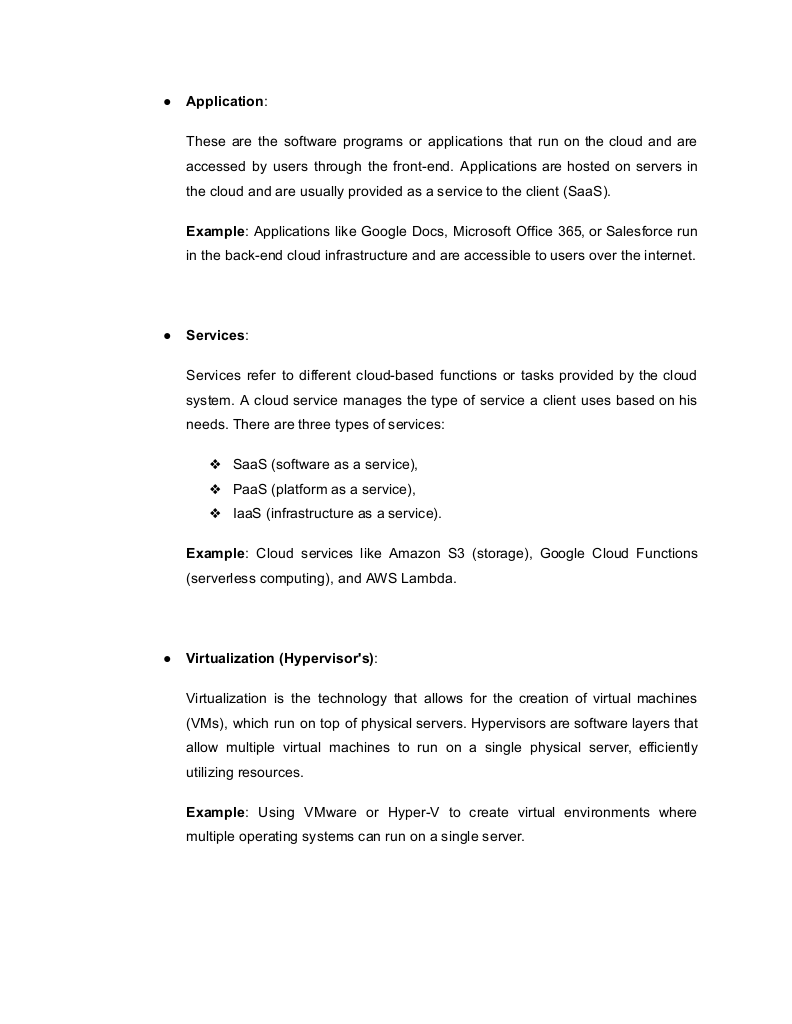 ● Application:
These are the software programs or applications that run on the cloud and are
accessed by users through the front-end. Applications are hosted on servers in
the cloud and are usually provided as a service to the client (SaaS).
Example: Applications like Google Docs, Microsoft Office 365, or Salesforce run
in the back-end cloud infrastructure and are accessible to users over the internet.
● Services:
Services refer to different cloud-based functions or tasks provided by the cloud
system. A cloud service manages the type of service a client uses based on his
needs. There are three types of services:
❖ SaaS (software as a service),
❖ PaaS (platform as a service),
❖ IaaS (infrastructure as a service).
Example: Cloud services like Amazon S3 (storage), Google Cloud Functions
(serverless computing), and AWS Lambda.
● Virtualization (Hypervisor's):
Virtualization is the technology that allows for the creation of virtual machines
(VMs), which run on top of physical servers. Hypervisors are software layers that
allow multiple virtual machines to run on a single physical server, efficiently
utilizing resources.
Example: Using VMware or Hyper-V to create virtual environments where
multiple operating systems can run on a single server.